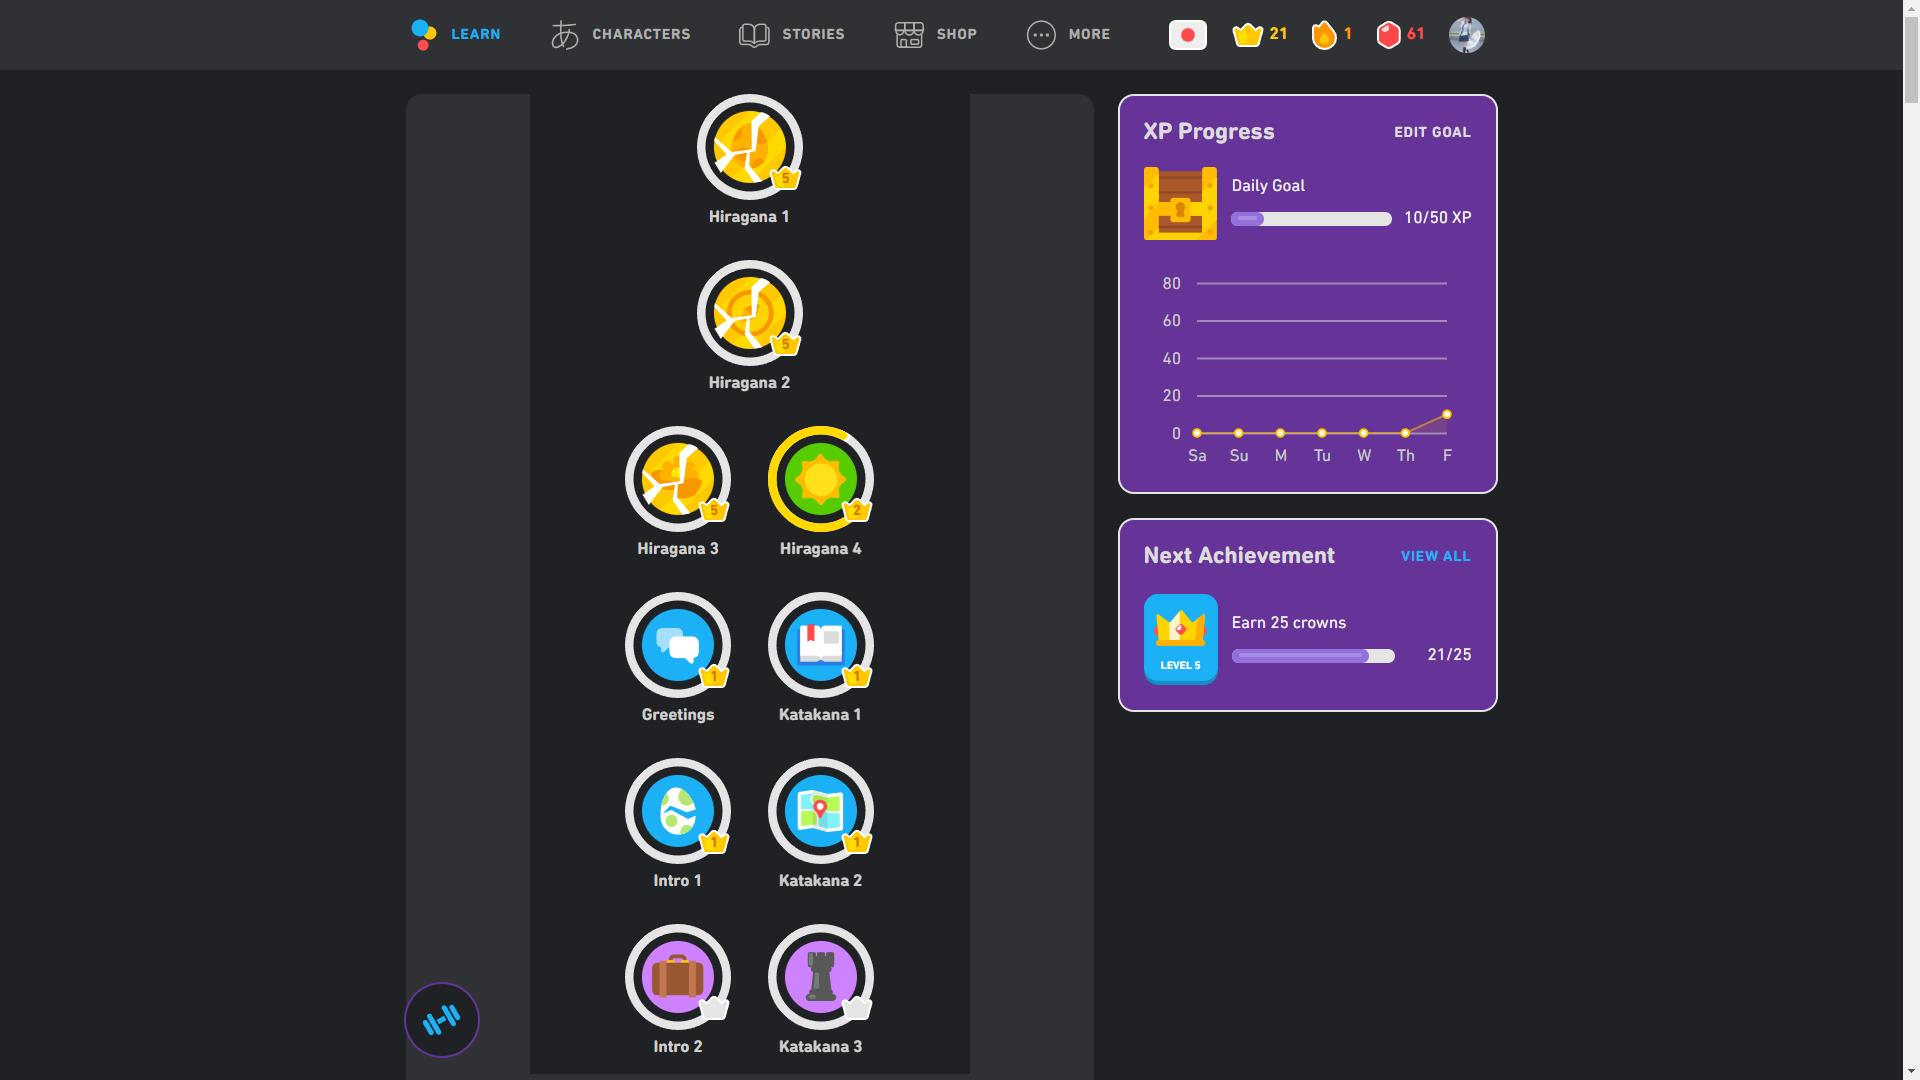 LEARN
あ CHARACTERS
STORIES
SHOP
MORE
21
1
61
5
Hiragana 1
5
Hiragana 2
5
2
Hiragana 3
Hiragana 4
1
1
Greetings
Katakana 1
1
1
Intro 1
Katakana 2
Intro 2
Katakana 3
XP Progress
EDIT GOAL
Daily Goal
10/50 XP
80
60
40
20
0
Sa Su M Tu W Th F
Next Achievement
VIEW ALL
LEVEL 5
Earn 25 crowns
21/25